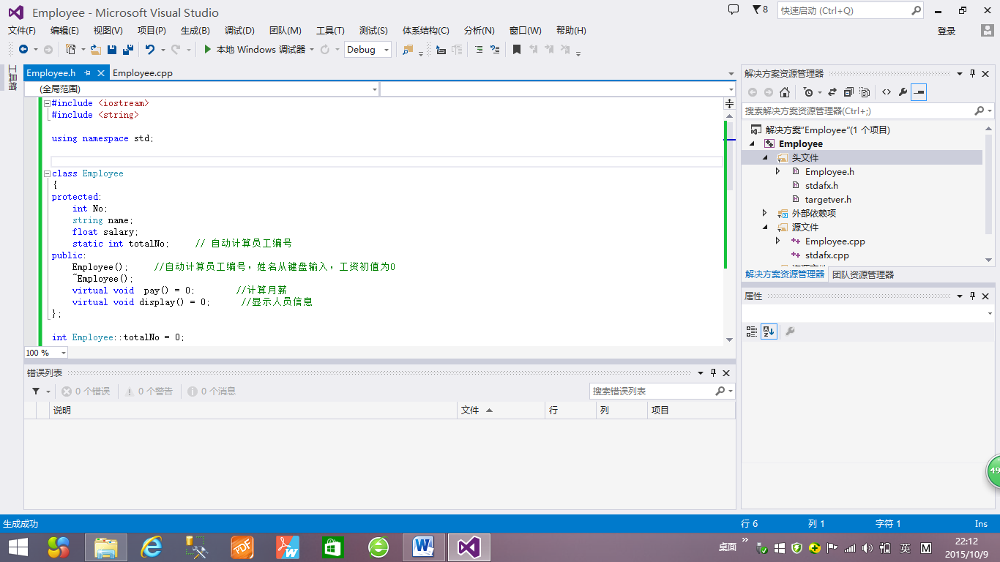 Employee - Microsoft Visual Studio
8
快速启动 (Ctrl+Q)
文件(F) 编辑(E) 视图(V) 项目(P) 生成(B) 调试(D) 团队(M) 工具(T) 测试(S) 体系结构(C) 分析(N) 窗口(W) 帮助(H)
登录
本地 Windows 调试器
Debug
工具箱
Employee.h
Employee.cpp
(全局范围)
#include <iostream>
#include <string>
using namespace std;
class Employee
{
protected:
int No;
string name;
float salary;
static int totalNo; // 自动计算员工编号
public:
Employee(); //自动计算员工编号，姓名从键盘输入，工资初值为0
~Employee();
virtual void pay() = 0; //计算月薪
virtual void display() = 0; //显示人员信息
};
int Employee::totalNo = 0;
100 %
错误列表
0 个错误
0 个警告
0 个消息
搜索错误列表
说明 文件 行 列 项目
解决方案资源管理器
搜索解决方案资源管理器(Ctrl+;)
解决方案"Employee"(1 个项目)
Employee
头文件
Employee.h
stdafx.h
targetver.h
外部依赖项
源文件
Employee.cpp
stdafx.cpp
解决方案资源管理器 团队资源管理器
属性
49
生成成功
行 6 列 1 字符 1 Ins
PDF
桌面
英
M
22:12
2015/10/9